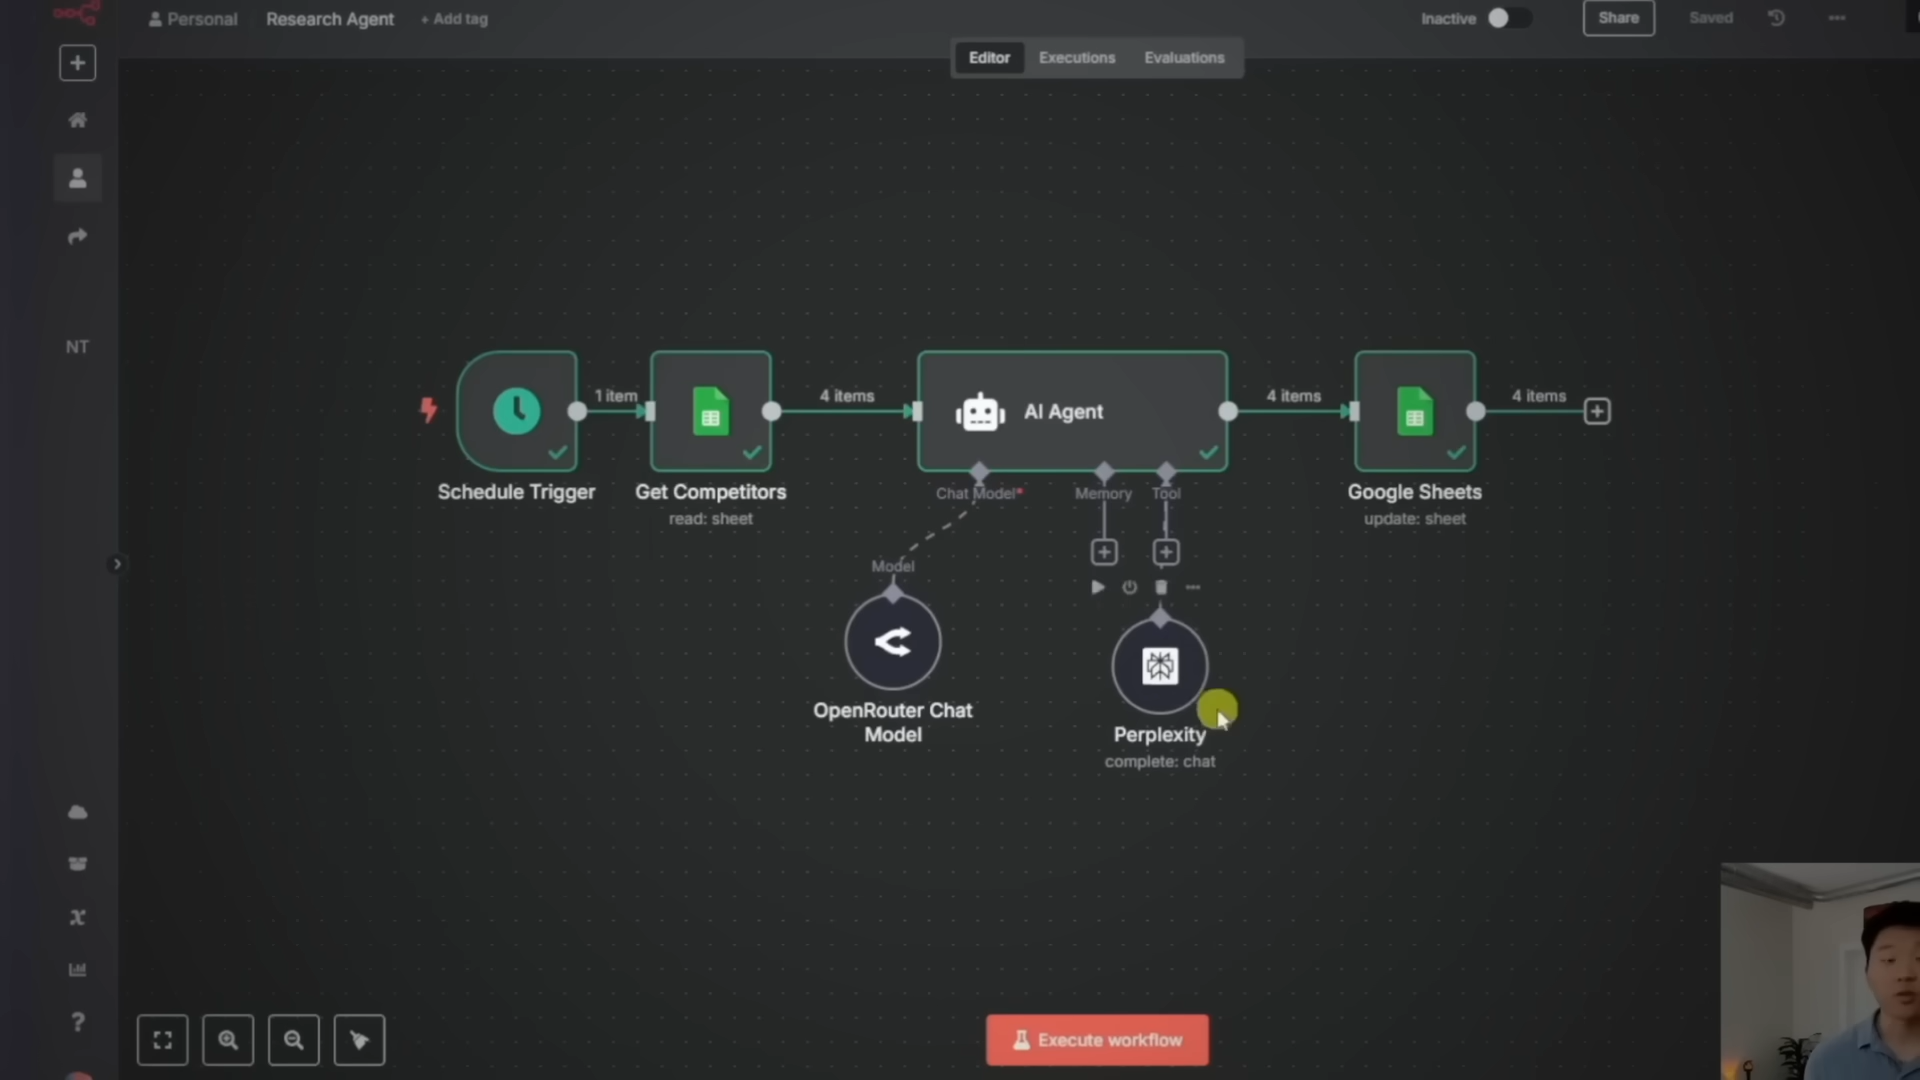 Personal
Research Agent
+ Add tag
Inactive
Share
Saved
Editor
Executions
Evaluations
NT
1 item
4 items
AI Agent
4 items
4 items
Schedule Trigger
Get Competitors
read: sheet
Chat Model*
Memory
Tool
Google Sheets
update: sheet
Model
OpenRouter Chat
Model
Perplexity
complete: chat
Execute workflow